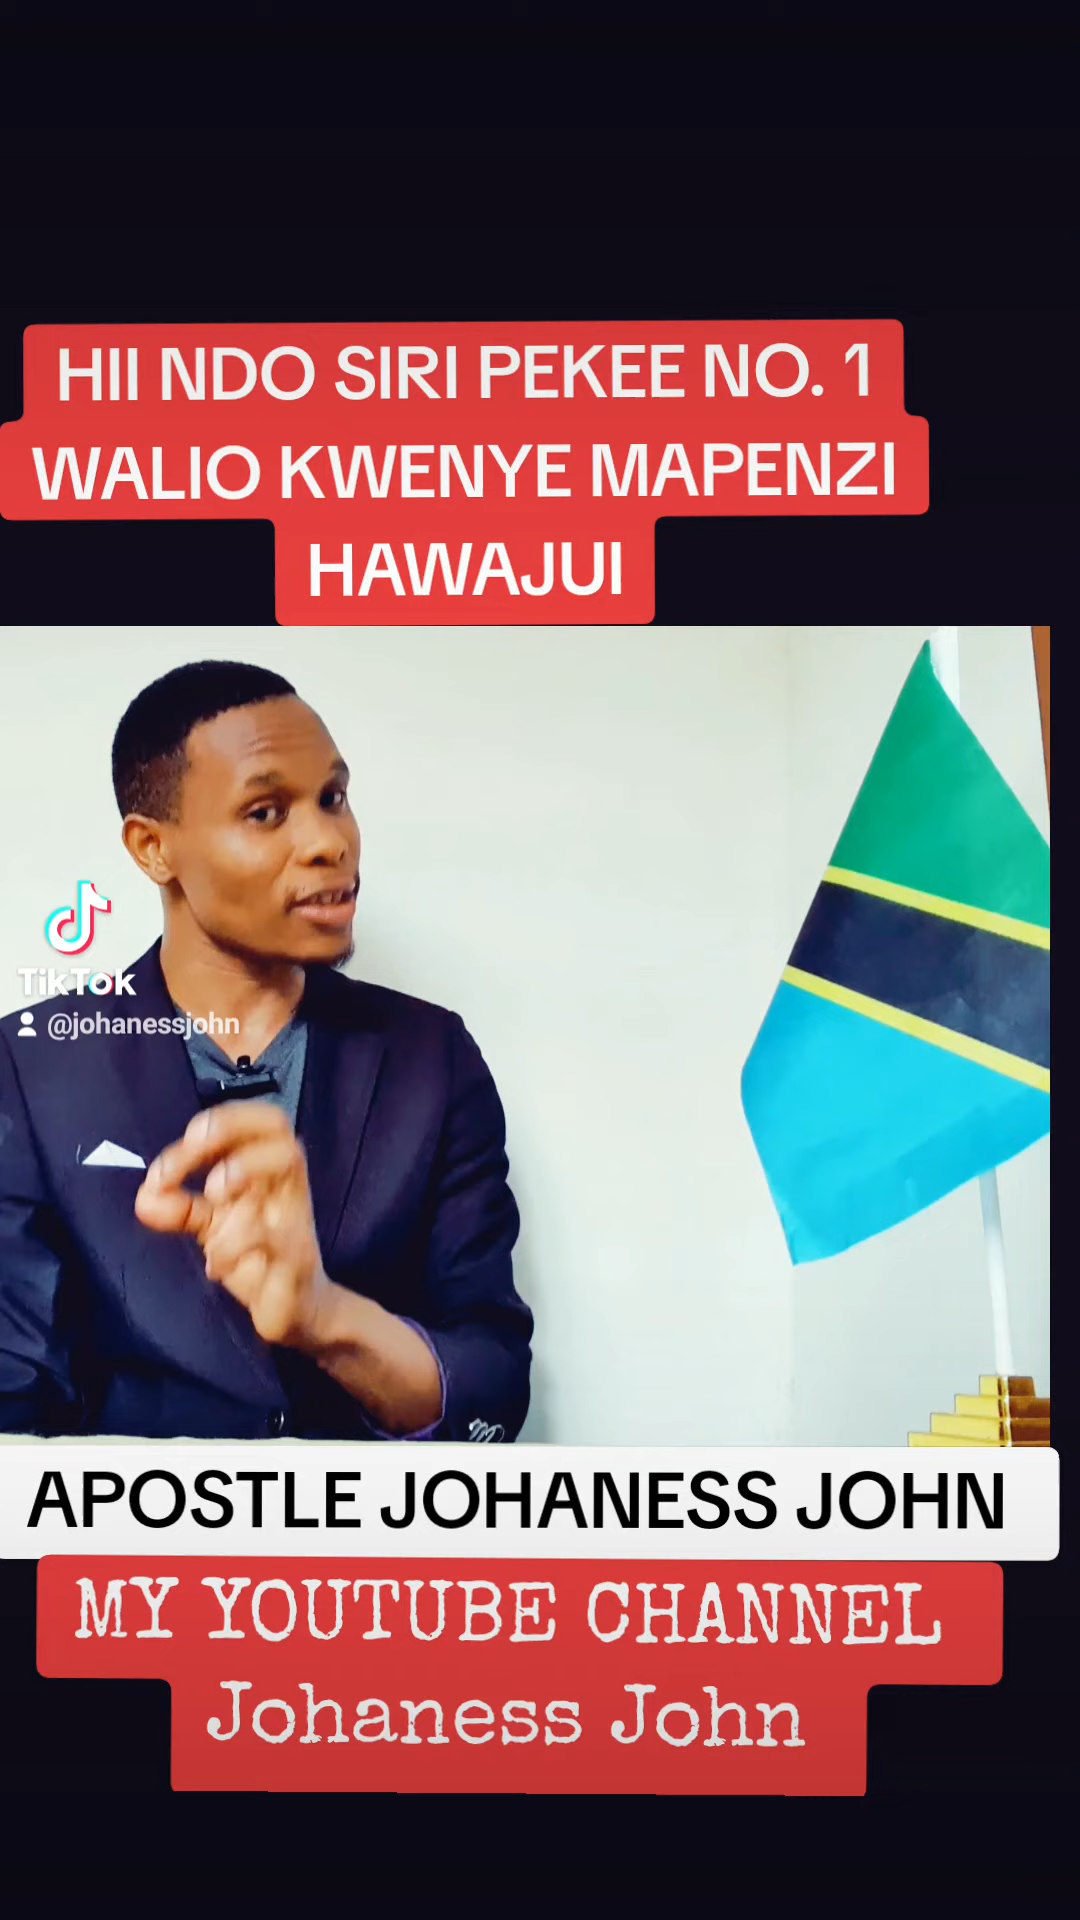 HII NDO SIRI PEKEE NO. 1
WALIO KWENYE MAPENZI
HAWAJUI
TikTok
@johanessjohn
APOSTLE JOHANESS JOHN
MY YOUTUBE CHANNEL
Johaness John